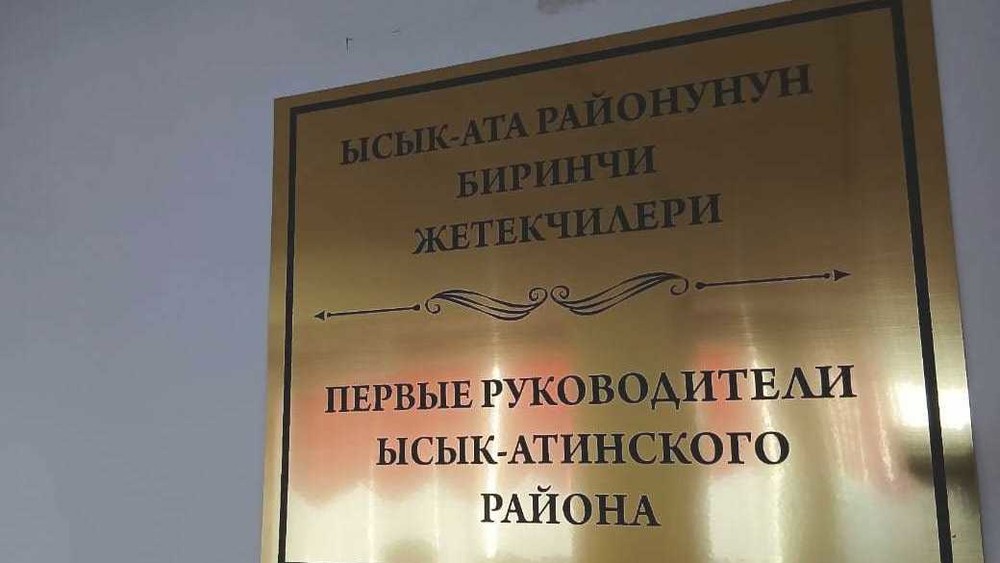 ЫСЫК-АТА РАЙОНУНУН
БИРИНЧИ
ЖЕТЕКЧИЛЕРИ
ПЕРВЫЕ РУКОВОДИТЕЛИ
ЫСЫК-АТИНСКОГО
РАЙОНА